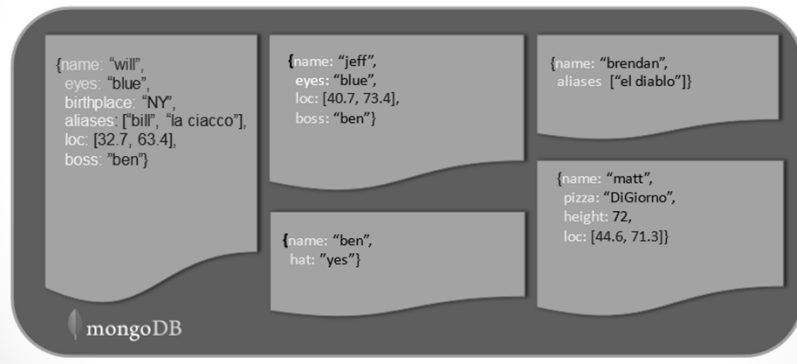 {name: “will”,
eyes: “blue”,
birthplace: “NY”,
aliases: [“bill”, “la ciacco”],
loc: [32.7, 63.4],
boss: ”ben”}
{name: “jeff”,
eyes: “blue”,
loc: [40.7, 73.4],
boss: “ben”}
{name: “ben”,
hat: ”yes”}
{name: “brendan”,
aliases [“el diablo”]}
{name: “matt”,
pizza: “DiGiorno”,
height: 72,
loc: [44.6, 71.3]}
mongoDB